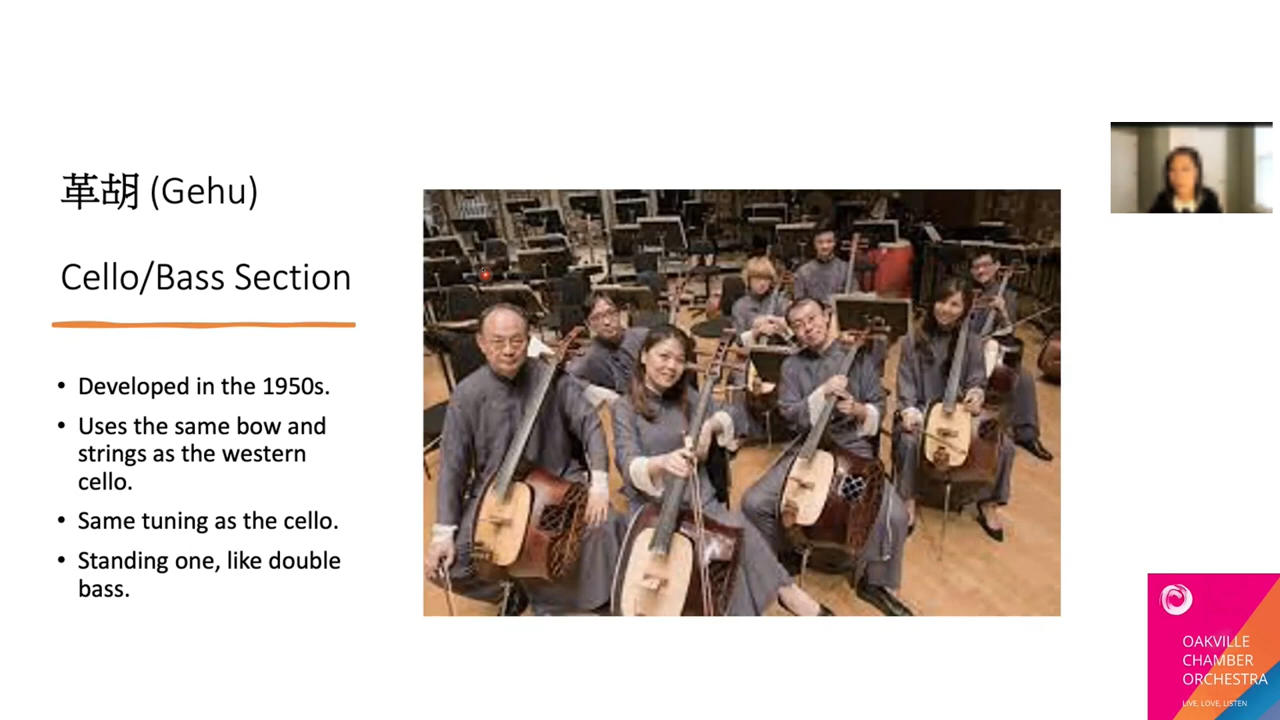 革胡 (Gehu)
Cello/Bass Section
• Developed in the 1950s.
• Uses the same bow and
strings as the western
cello.
• Same tuning as the cello.
• Standing one, like double
bass.
OAKVILLE
CHAMBER
ORCHESTRA
LIVE, LOVE, LISTEN